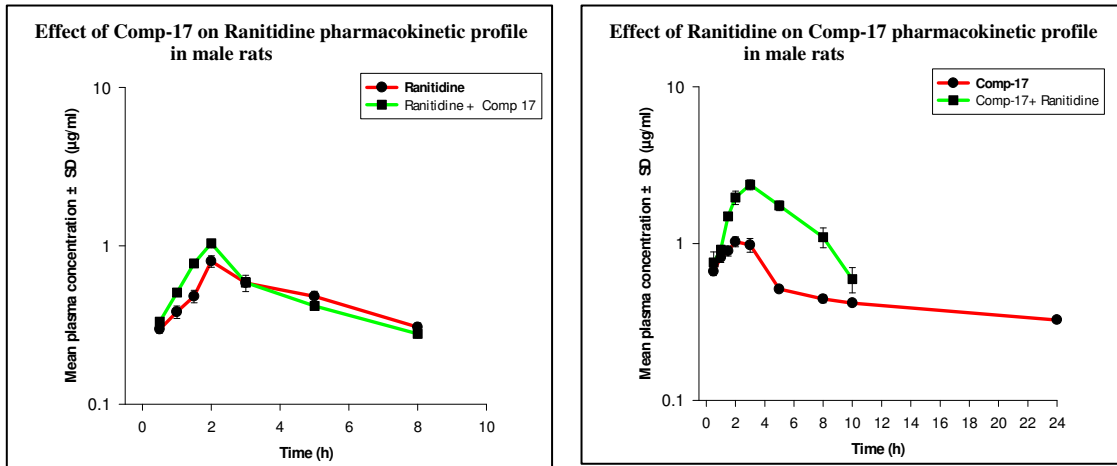 Effect of Comp-17 on Ranitidine pharmacokinetic profile
in male rats
Ranitidine
Ranitidine + Comp 17
Mean plasma concentration ± SD (µg/ml)
10
1
0.1
0 2 4 6 8 10
Time (h)
Effect of Ranitidine on Comp-17 pharmacokinetic profile
in male rats
Comp-17
Comp-17+ Ranitidine
Mean plasma concentration ± SD (µg/ml)
10
1
0.1
0 2 4 6 8 10 12 14 16 18 20 22 24
Time (h)